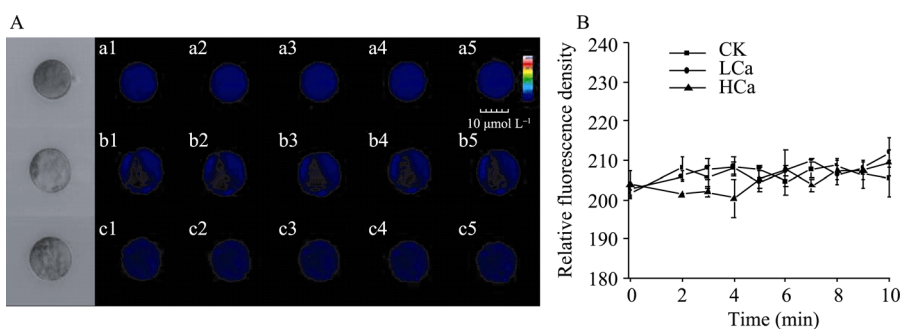 A
a1 a2 a3 a4 a5
10 μmol L⁻¹
b1 b2 b3 b4 b5
c1 c2 c3 c4 c5
B
Relative fluorescence density
240
230
220
210
200
190
180
CK
LCa
HCa
0 2 4 6 8 10
Time (min)